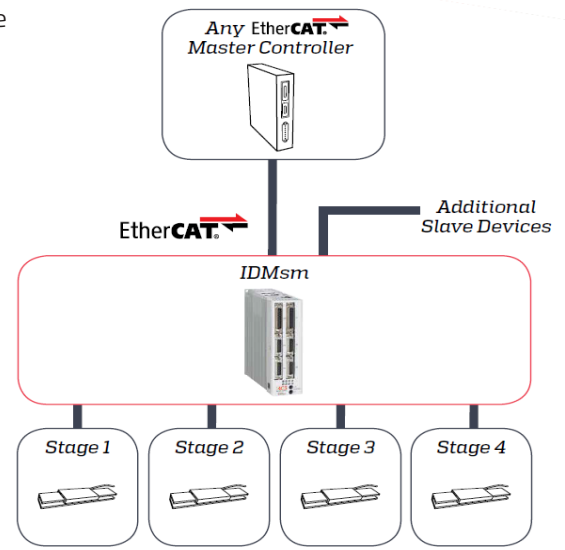 e
Any EtherCAT.
Master Controller
EtherCAT®
Additional
Slave Devices
IDMsm
Stage 1
Stage 2
Stage 3
Stage 4